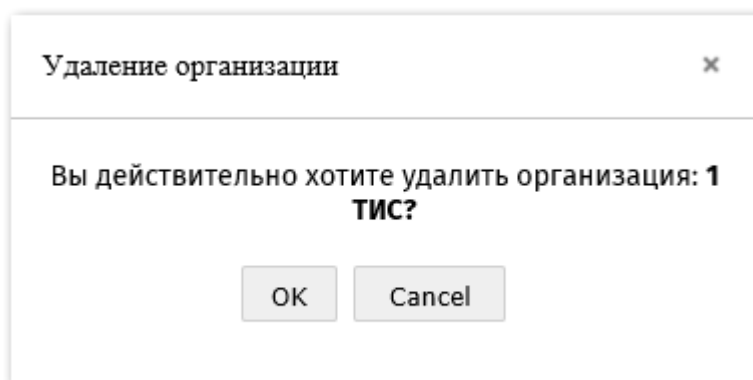 Удаление организации ×
Вы действительно хотите удалить организация: 1
ТИС?
OK Cancel